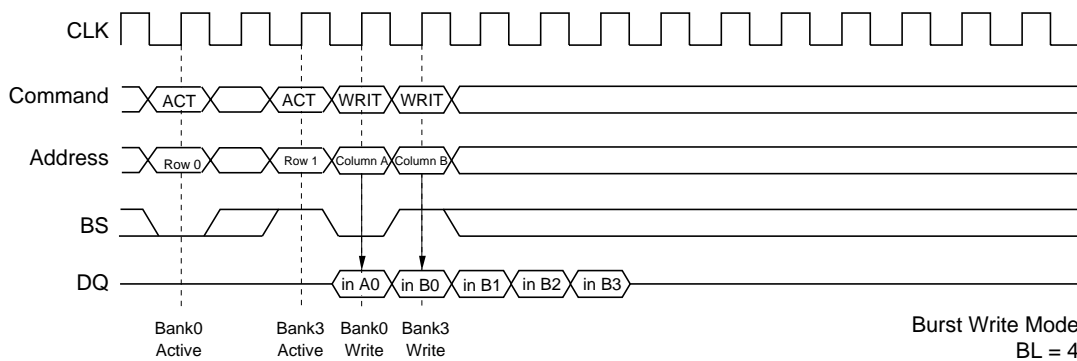 CLK
Command ACT ACT WRIT WRIT
Address Row 0 Row 1 Column A Column B
BS
DQ in A0 in B0 in B1 in B2 in B3
Bank0 Bank3 Bank0 Bank3
Active Active Write Write
Burst Write Mode
BL = 4